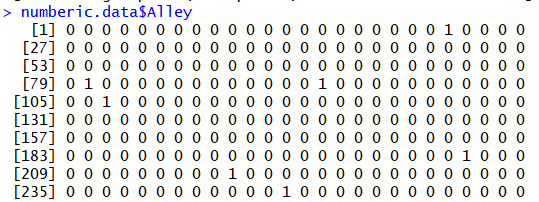 > numberic.data$Alley
[1] 0 0 0 0 0 0 0 0 0 0 0 0 0 0 0 0 0 0 0 0 0 1 0 0 0 0
[27] 0 0 0 0 0 0 0 0 0 0 0 0 0 0 0 0 0 0 0 0 0 0 0 0 0 0
[53] 0 0 0 0 0 0 0 0 0 0 0 0 0 0 0 0 0 0 0 0 0 0 0 0 0 0
[79] 0 1 0 0 0 0 0 0 0 0 0 0 0 0 1 0 0 0 0 0 0 0 0 0 0 0
[105] 0 0 1 0 0 0 0 0 0 0 0 0 0 0 0 0 0 0 0 0 0 0 0 0 0 0
[131] 0 0 0 0 0 0 0 0 0 0 0 0 0 0 0 0 0 0 0 0 0 0 0 0 0 0
[157] 0 0 0 0 0 0 0 0 0 0 0 0 0 0 0 0 0 0 0 0 0 0 0 0 0 0
[183] 0 0 0 0 0 0 0 0 0 0 0 0 0 0 0 0 0 0 0 0 0 0 1 0 0 0
[209] 0 0 0 0 0 0 0 0 0 1 0 0 0 0 0 0 0 0 0 0 0 0 0 0 0 0
[235] 0 0 0 0 0 0 0 0 0 0 0 0 1 0 0 0 0 0 0 0 0 0 0 0 0 0